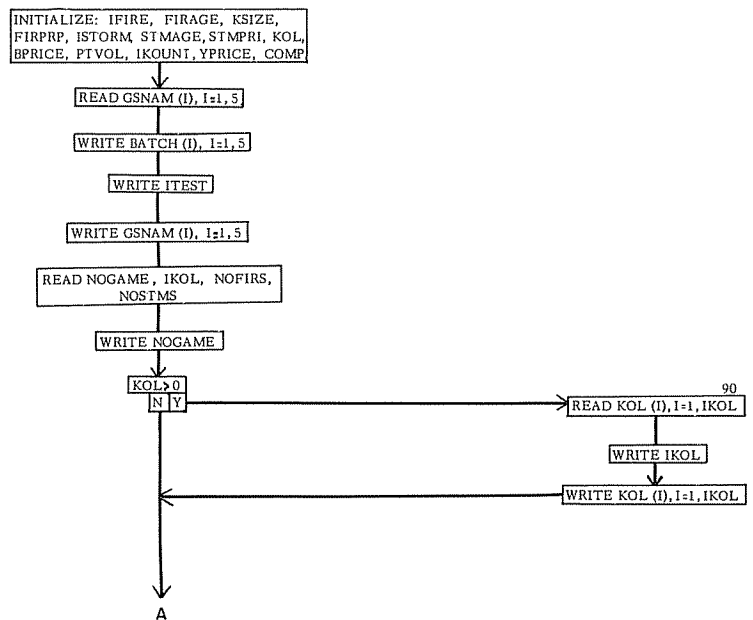 INITIALIZE: IFIRE, FIRAGE, KSIZE,
FIRPRP, ISTORM, STMAGE, STMPRI, KOL,
BPRICE, PTVOL, IKOUNT, YPRICE, COMP.
READ GSNAM (I), I=1, 5
WRITE BATCH (I), I=1, 5
WRITE ITEST
WRITE GSNAM (I), I=1, 5
READ NOGAME, IKOL, NOFIRS,
NOSTMS
WRITE NOGAME
KOL>0
N Y
90
READ KOL (I), I=1, IKOL
WRITE IKOL
WRITE KOL (I), I=1, IKOL
A